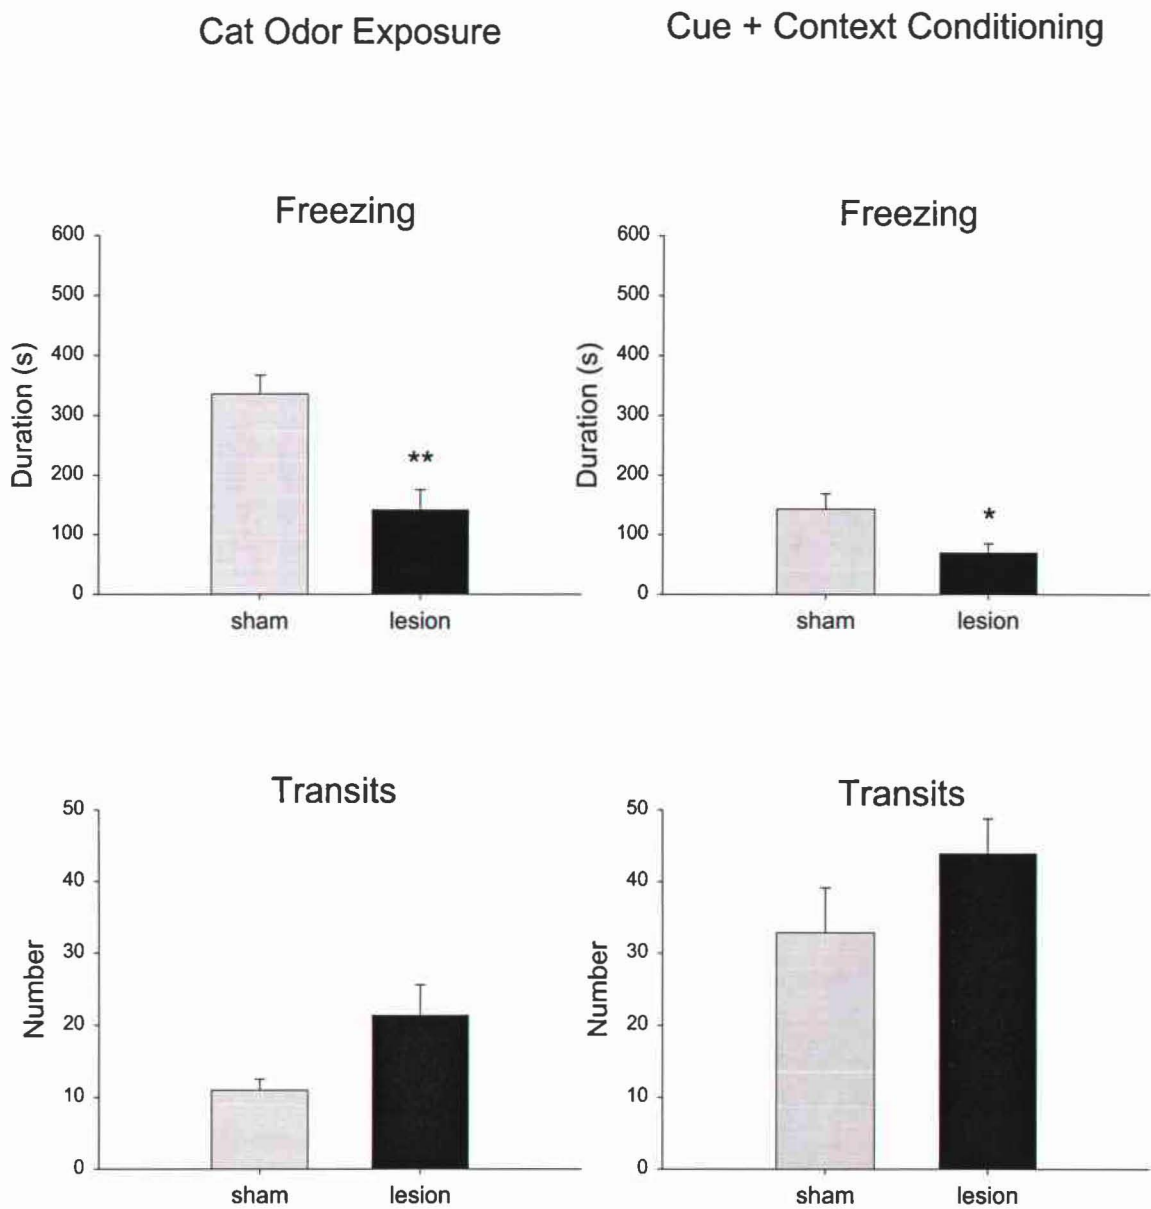 Cat Odor Exposure
Cue + Context Conditioning
Freezing
600
500
400
300
200
100
0
Duration (s)
**
sham
lesion
Freezing
600
500
400
300
200
100
0
Duration (s)
*
sham
lesion
Transits
50
40
30
20
10
0
Number
sham
lesion
Transits
50
40
30
20
10
0
Number
sham
lesion